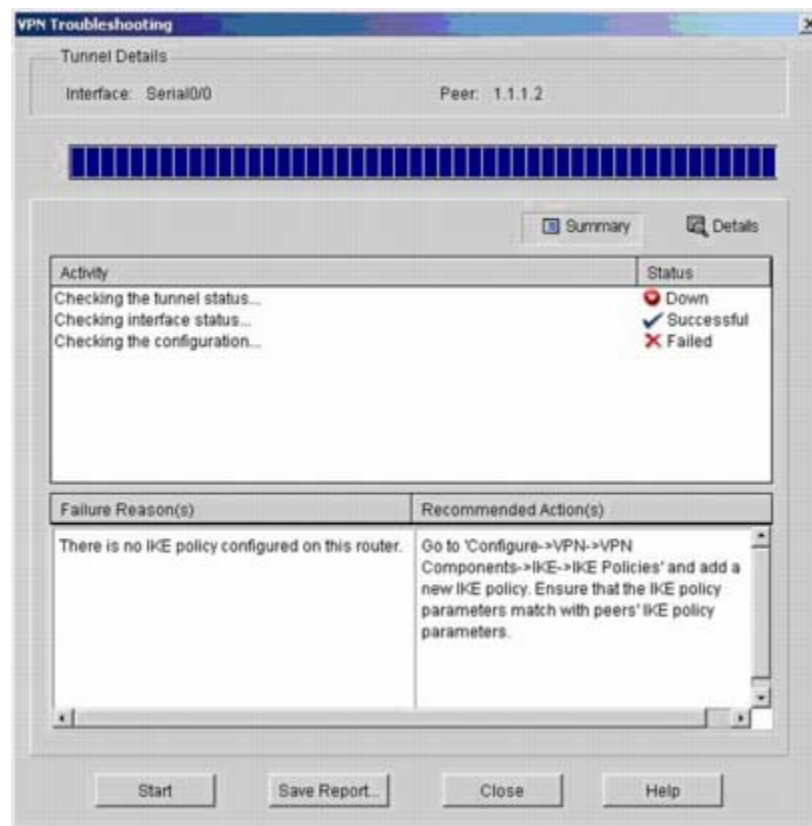 VPN Troubleshooting
Tunnel Details
Interface: Serial0/0 Peer: 1.1.1.2
Summary Details
Activity Status
Checking the tunnel status... Down
Checking interface status... Successful
Checking the configuration... Failed
Failure Reason(s) Recommended Action(s)
There is no IKE policy configured on this router.
Go to 'Configure->VPN->VPN
Components->IKE->IKE Policies' and add a
new IKE policy. Ensure that the IKE policy
parameters match with peers' IKE policy
parameters.
Start Save Report... Close Help